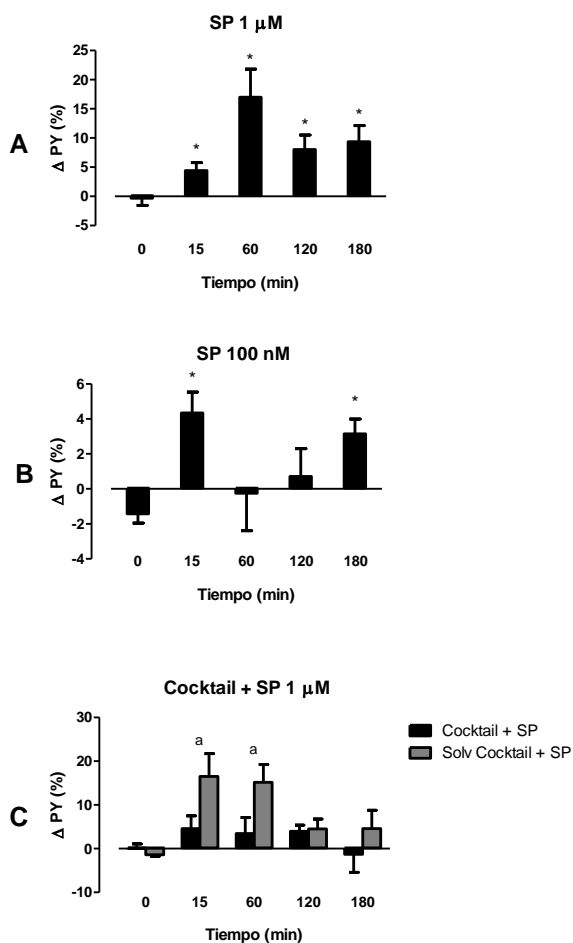 SP 1 μM
25
20
15
10
5
0
-5
Δ PY (%)
A
*
*
*
*
0 15 60 120 180
Tiempo (min)
SP 100 nM
6
4
2
0
-2
-4
Δ PY (%)
B
*
*
0 15 60 120 180
Tiempo (min)
Cocktail + SP 1 μM
30
20
10
0
-10
Δ PY (%)
C
a a
Cocktail + SP
Solv Cocktail + SP
0 15 60 120 180
Tiempo (min)